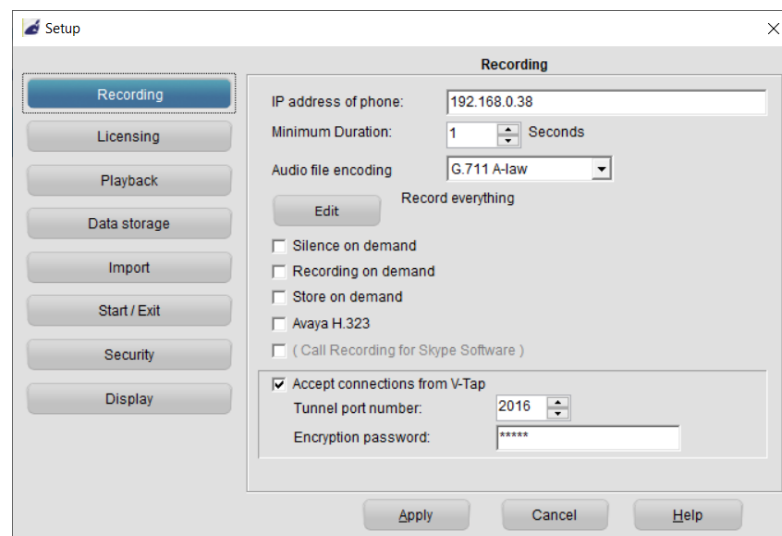 Setup
Recording
Recording
Licensing
Playback
Data storage
Import
Start / Exit
Security
Display
IP address of phone: 192.168.0.38
Minimum Duration: 1 Seconds
Audio file encoding G.711 A-law
Edit Record everything
Silence on demand
Recording on demand
Store on demand
Avaya H.323
( Call Recording for Skype Software )
Accept connections from V-Tap
Tunnel port number: 2016
Encryption password: *****
Apply Cancel Help